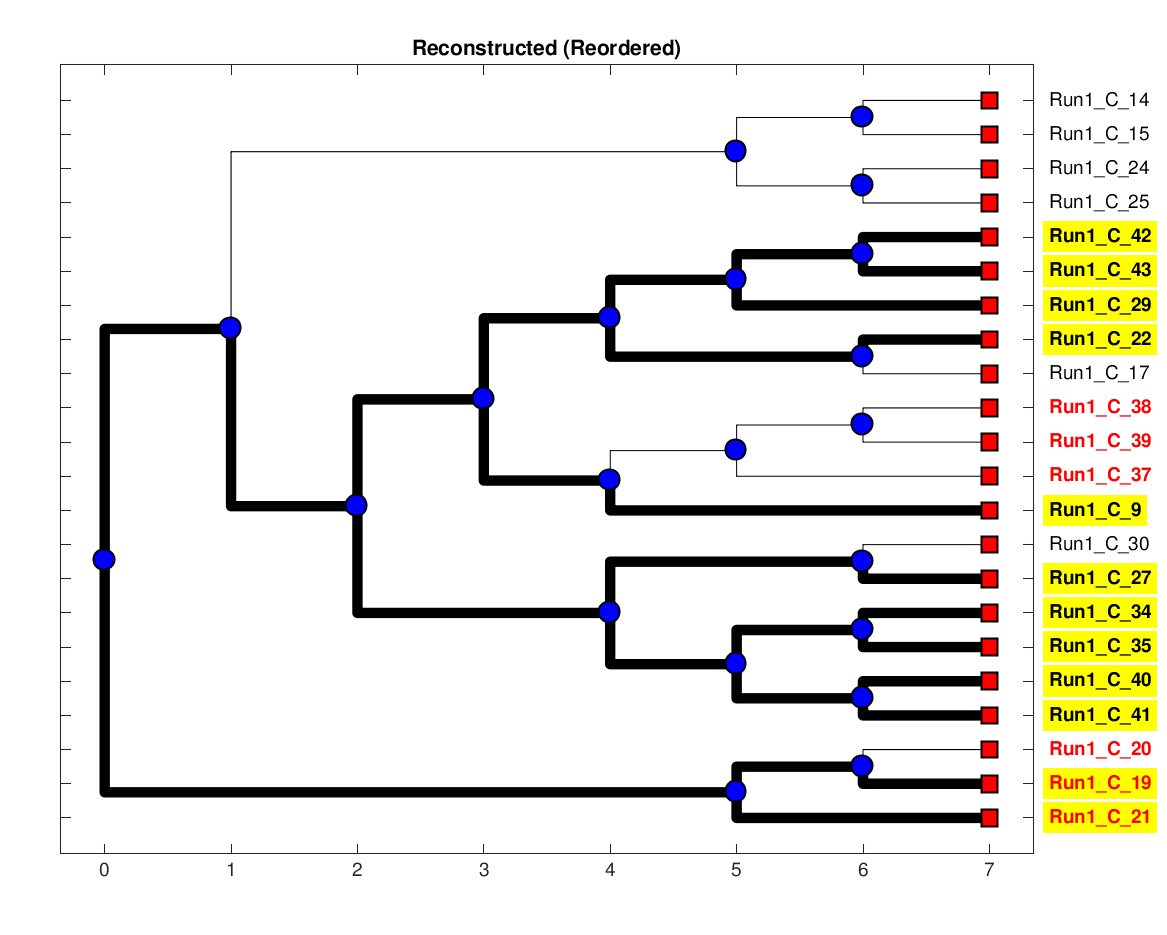 Reconstructed (Reordered)
Run1_C_14
Run1_C_15
Run1_C_24
Run1_C_25
Run1_C_42
Run1_C_43
Run1_C_29
Run1_C_22
Run1_C_17
Run1_C_38
Run1_C_39
Run1_C_37
Run1_C_9
Run1_C_30
Run1_C_27
Run1_C_34
Run1_C_35
Run1_C_40
Run1_C_41
Run1_C_20
Run1_C_19
Run1_C_21
0 1 2 3 4 5 6 7